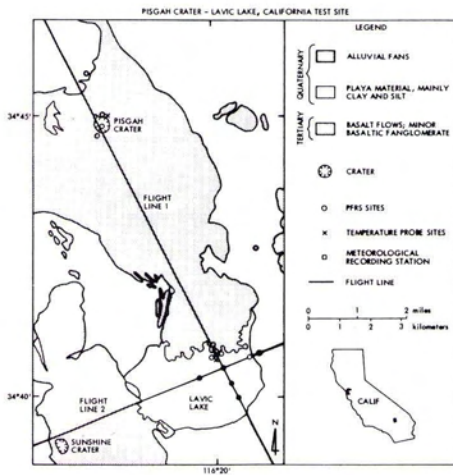 PISGAH CRATER - LAVIC LAKE, CALIFORNIA TEST SITE
34°45'
PISGAH
CRATER
FLIGHT
LINE 1
34°40'
FLIGHT
LINE 2
LAVIC
LAKE
N
SUNSHINE
CRATER
116°20'
LEGEND
QUATERNARY
ALLUVIAL FANS
PLAYA MATERIAL, MAINLY
CLAY AND SILT
TERTIARY
BASALT FLOWS; MINOR
BASALTIC FANGLOMERATE
CRATER
PFRS SITES
TEMPERATURE PROBE SITES
METEOROLOGICAL
RECORDING STATION
FLIGHT LINE
0 2
miles
0 1 2 3
kilometers
CALIF